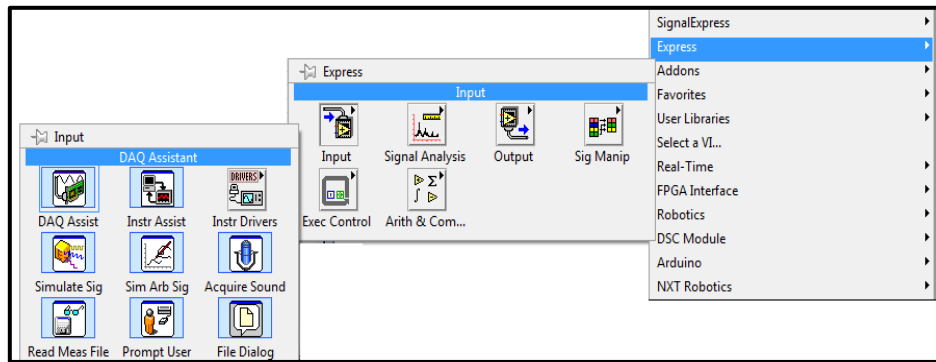 SignalExpress
Express
Addons
Favorites
User Libraries
Select a VI...
Real-Time
FPGA Interface
Robotics
DSC Module
Arduino
NXT Robotics
Express
Input
Input
Signal Analysis
Output
Sig Manip
Exec Control
Arith & Com...
Input
DAQ Assistant
DRIVERS
DAQ Assist
Instr Assist
Instr Drivers
Simulate Sig
Sim Arb Sig
Acquire Sound
Read Meas File
Prompt User
File Dialog